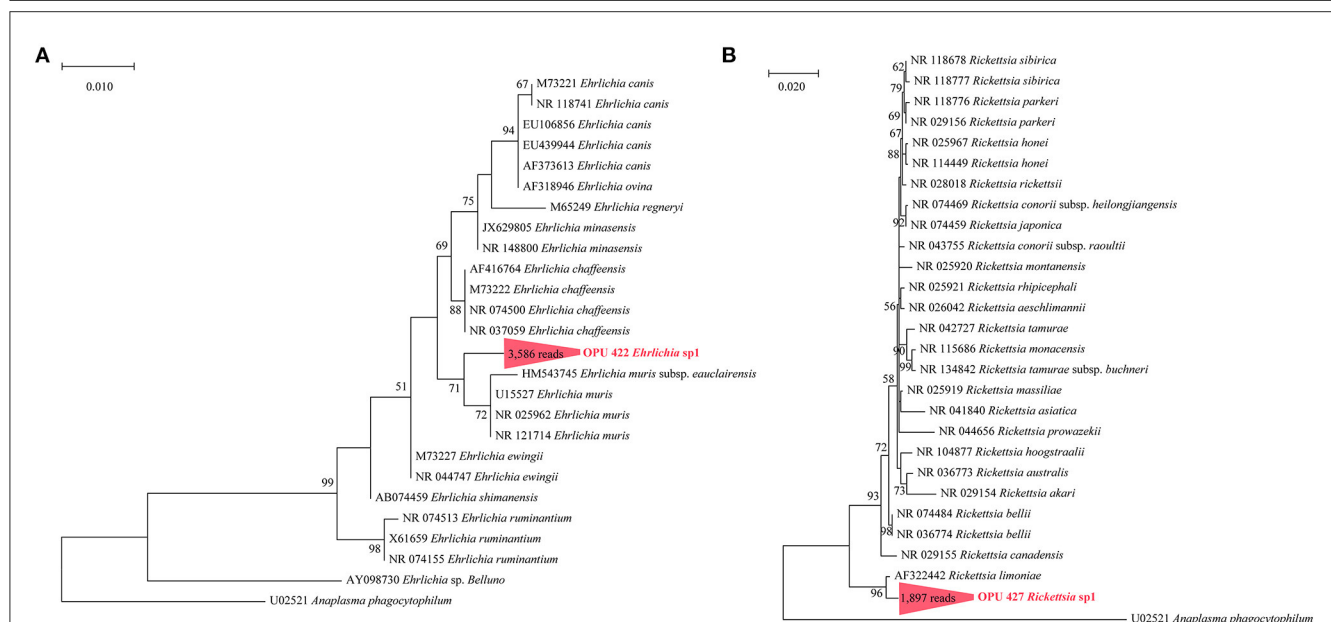 A
0.010
67
M73221 Ehrlichia canis
NR 118741 Ehrlichia canis
94
EU106856 Ehrlichia canis
EU439944 Ehrlichia canis
AF373613 Ehrlichia canis
AF318946 Ehrlichia ovina
75
M65249 Ehrlichia regneryi
JX629805 Ehrlichia minasensis
NR 148800 Ehrlichia minasensis
69
AF416764 Ehrlichia chaffeensis
M73222 Ehrlichia chaffeensis
88
NR 074500 Ehrlichia chaffeensis
NR 037059 Ehrlichia chaffeensis
3,586 reads OPU 422 Ehrlichia sp1
71
HM543745 Ehrlichia muris subsp. eauclairensis
51
U15527 Ehrlichia muris
72
NR 025962 Ehrlichia muris
NR 121714 Ehrlichia muris
M73227 Ehrlichia ewingii
NR 044747 Ehrlichia ewingii
99
AB074459 Ehrlichia shimanensis
NR 074513 Ehrlichia ruminantium
X61659 Ehrlichia ruminantium
98
NR 074155 Ehrlichia ruminantium
AY098730 Ehrlichia sp. Belluno
U02521 Anaplasma phagocytophilum
B
0.020
62
NR 118678 Rickettsia sibirica
NR 118777 Rickettsia sibirica
79
NR 118776 Rickettsia parkeri
69
NR 029156 Rickettsia parkeri
67
NR 025967 Rickettsia honei
88
NR 114449 Rickettsia honei
NR 028018 Rickettsia rickettsii
NR 074469 Rickettsia conorii subsp. heilongjiangensis
92
NR 074459 Rickettsia japonica
NR 043755 Rickettsia conorii subsp. raoultii
NR 025920 Rickettsia montanensis
NR 025921 Rickettsia rhipicephali
56
NR 026042 Rickettsia aeschlimannii
NR 042727 Rickettsia tamurae
90
NR 115686 Rickettsia monacensis
99
NR 134842 Rickettsia tamurae subsp. buchneri
58
NR 025919 Rickettsia massiliae
NR 041840 Rickettsia asiatica
NR 044656 Rickettsia prowazekii
72
NR 104877 Rickettsia hoogstraalii
NR 036773 Rickettsia australis
73
NR 029154 Rickettsia akari
93
NR 074484 Rickettsia bellii
98
NR 036774 Rickettsia bellii
NR 029155 Rickettsia canadensis
AF322442 Rickettsia limoniae
96
1,897 reads OPU 427 Rickettsia sp1
U02521 Anaplasma phagocytophilum